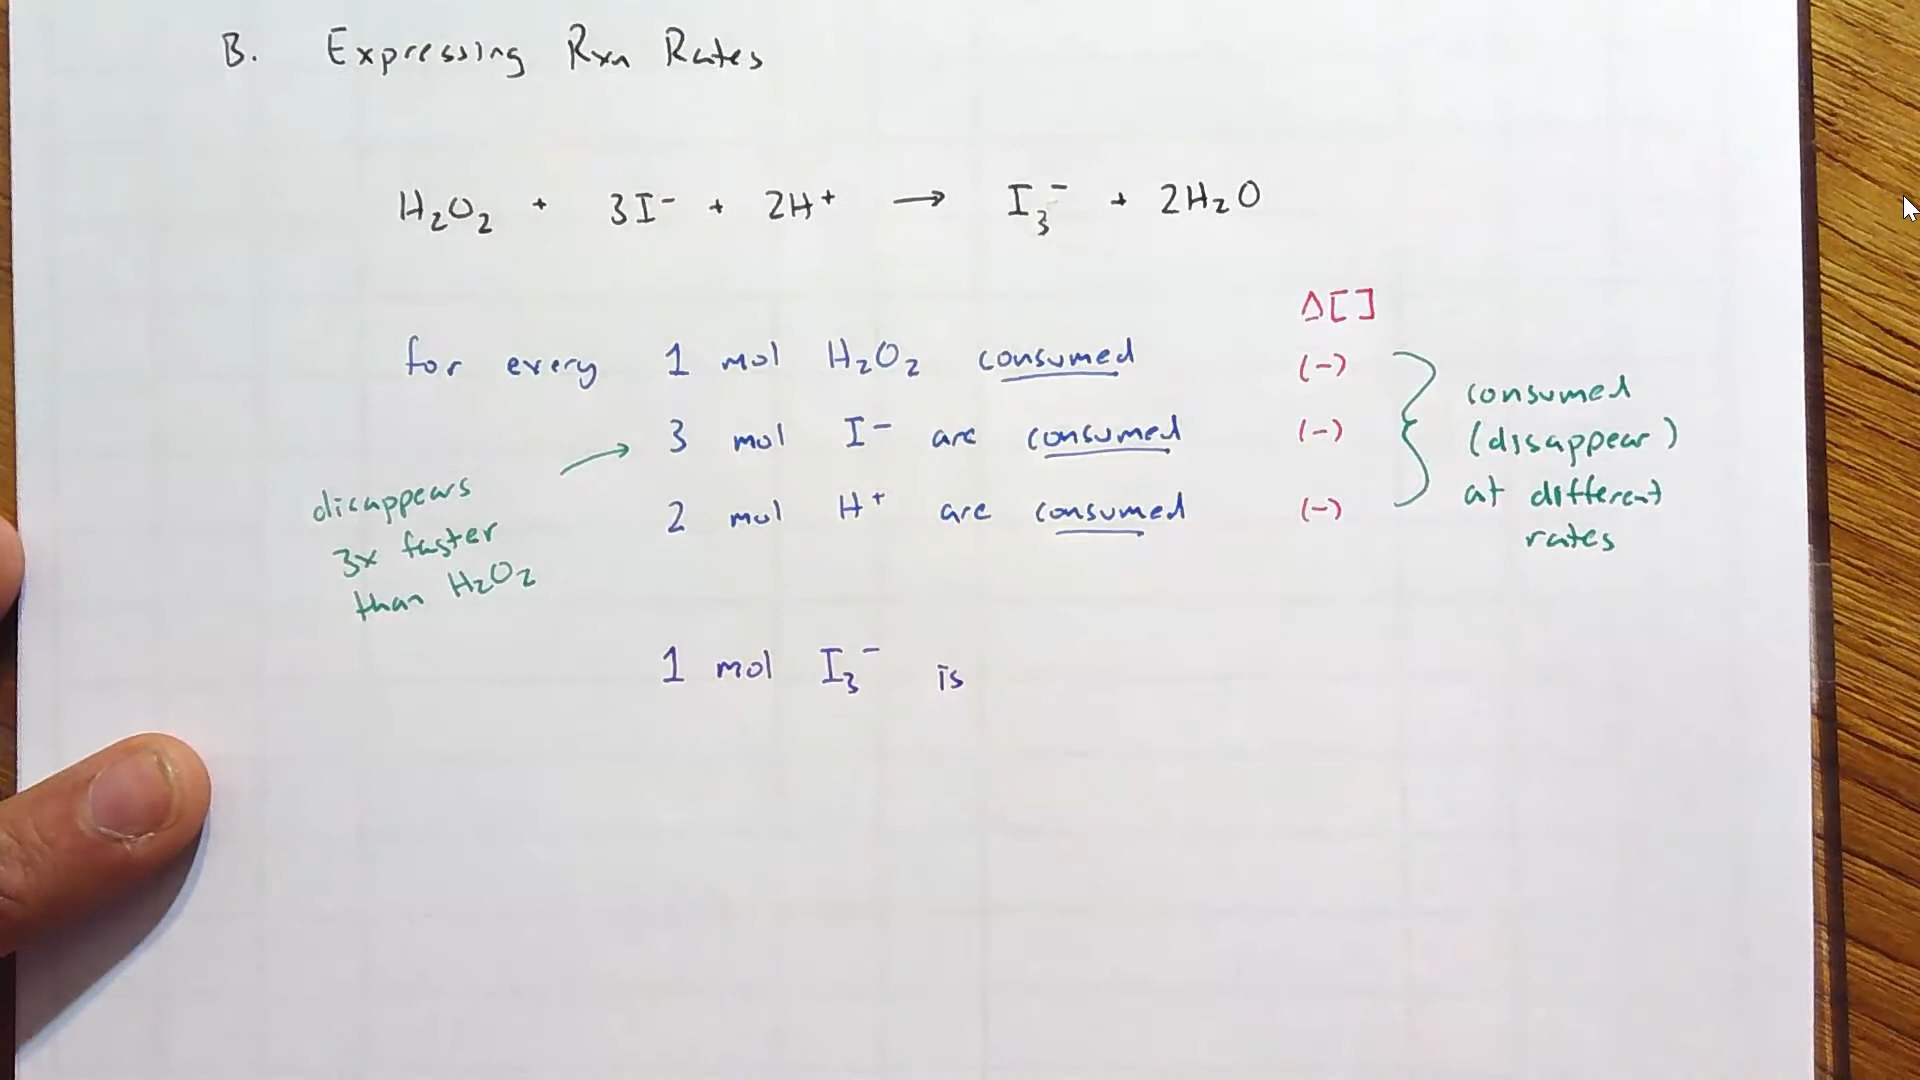 B. Expressing Rxn Rates
H₂O₂ + 3I⁻ + 2H⁺ → I₃⁻ + 2H₂O
Δ[ ]
for every 1 mol H₂O₂ consumed (-)
3 mol I⁻ are consumed (-)
2 mol H⁺ are consumed (-)
consumed
(disappear)
at different
rates
disappears
3x faster
than H₂O₂
1 mol I₃⁻ is